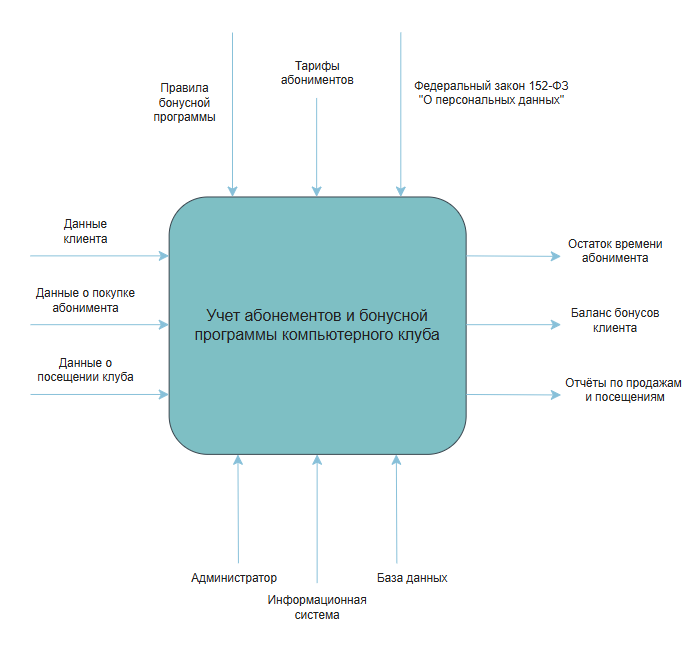 Правила
бонусной
программы
Тарифы
абониментов
Федеральный закон 152-ФЗ
"О персональных данных"
Данные
клиента
Данные о покупке
абонимента
Данные о
посещении клуба
Учет абонементов и бонусной
программы компьютерного клуба
Остаток времени
абонимента
Баланс бонусов
клиента
Отчёты по продажам
и посещениям
Администратор
Информационная
система
База данных